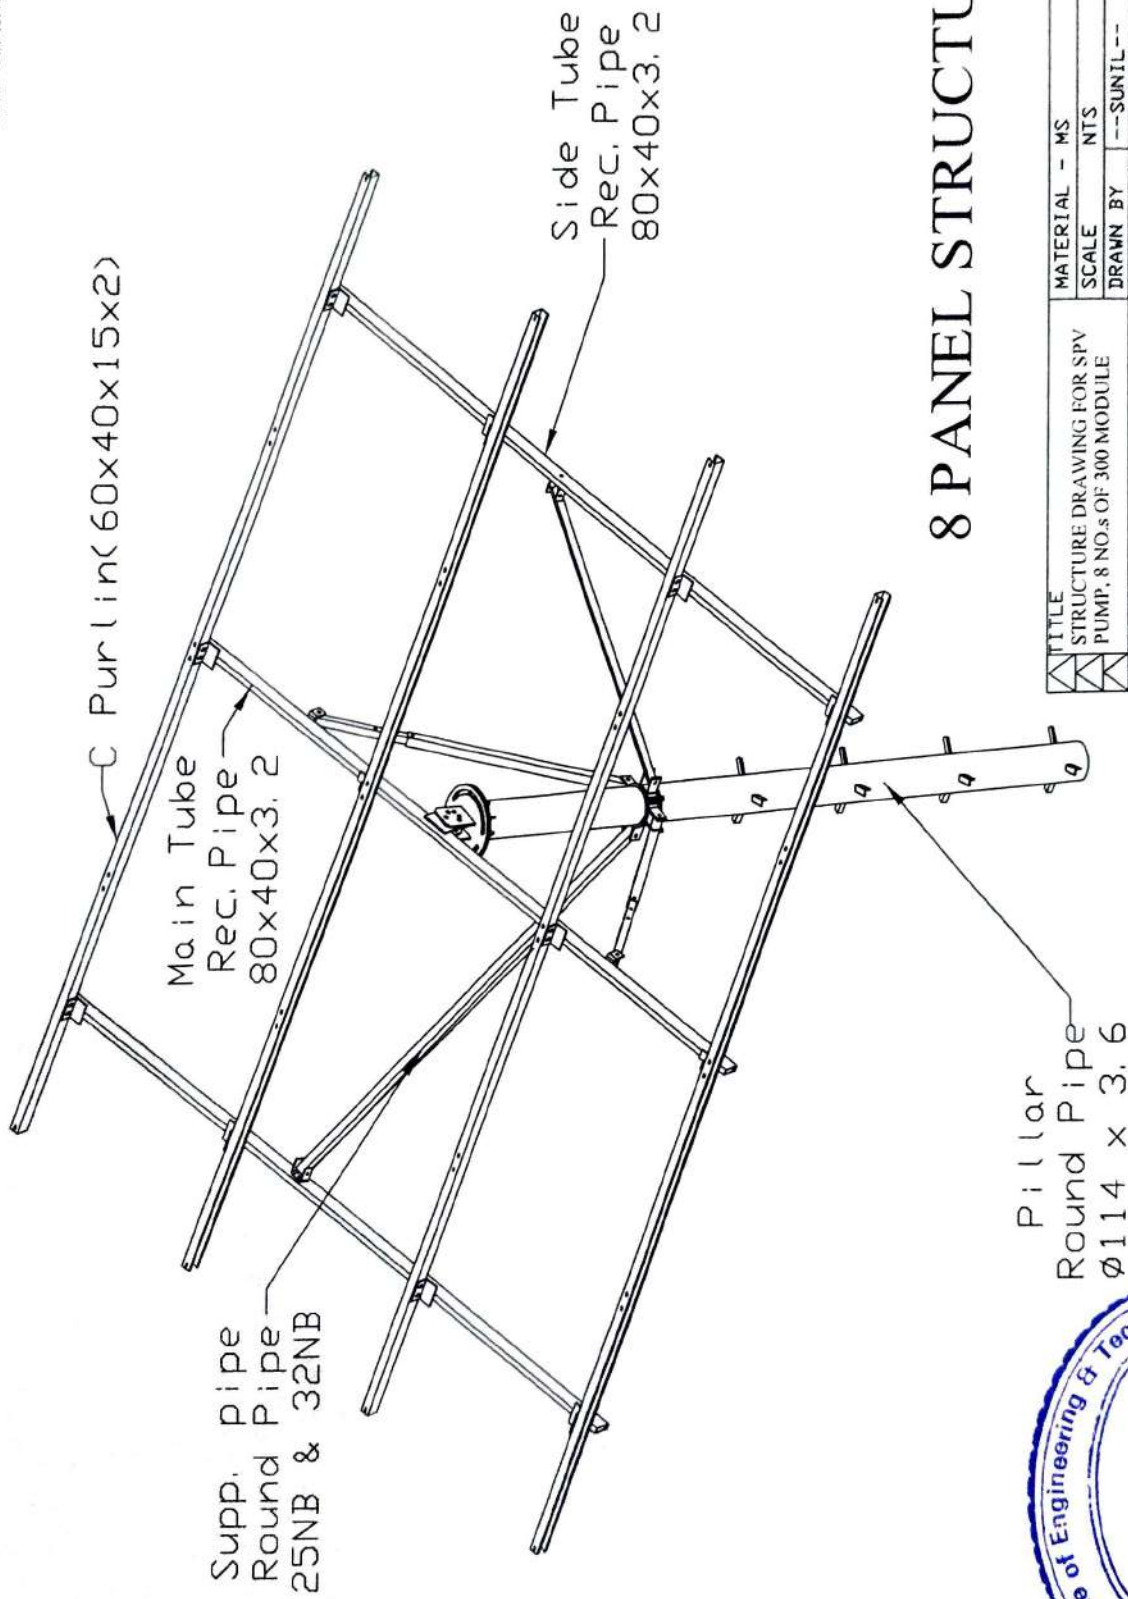 C Purlin(60x40x15x2)
Main Tube
Rec. Pipe
80x40x3.2
Side Tube
Rec. Pipe
80x40x3.2
Supp. pipe
Round Pipe
25NB & 32NB
Pillar
Round Pipe
Ø114 x 3.6
8 PANEL STRUCTU
TITLE
STRUCTURE DRAWING FOR SPV
PUMP, 8 NO.s OF 300 MODULE
MATERIAL - MS
SCALE NTS
DRAWN BY --SUNIL--
e of Engineering & Tec